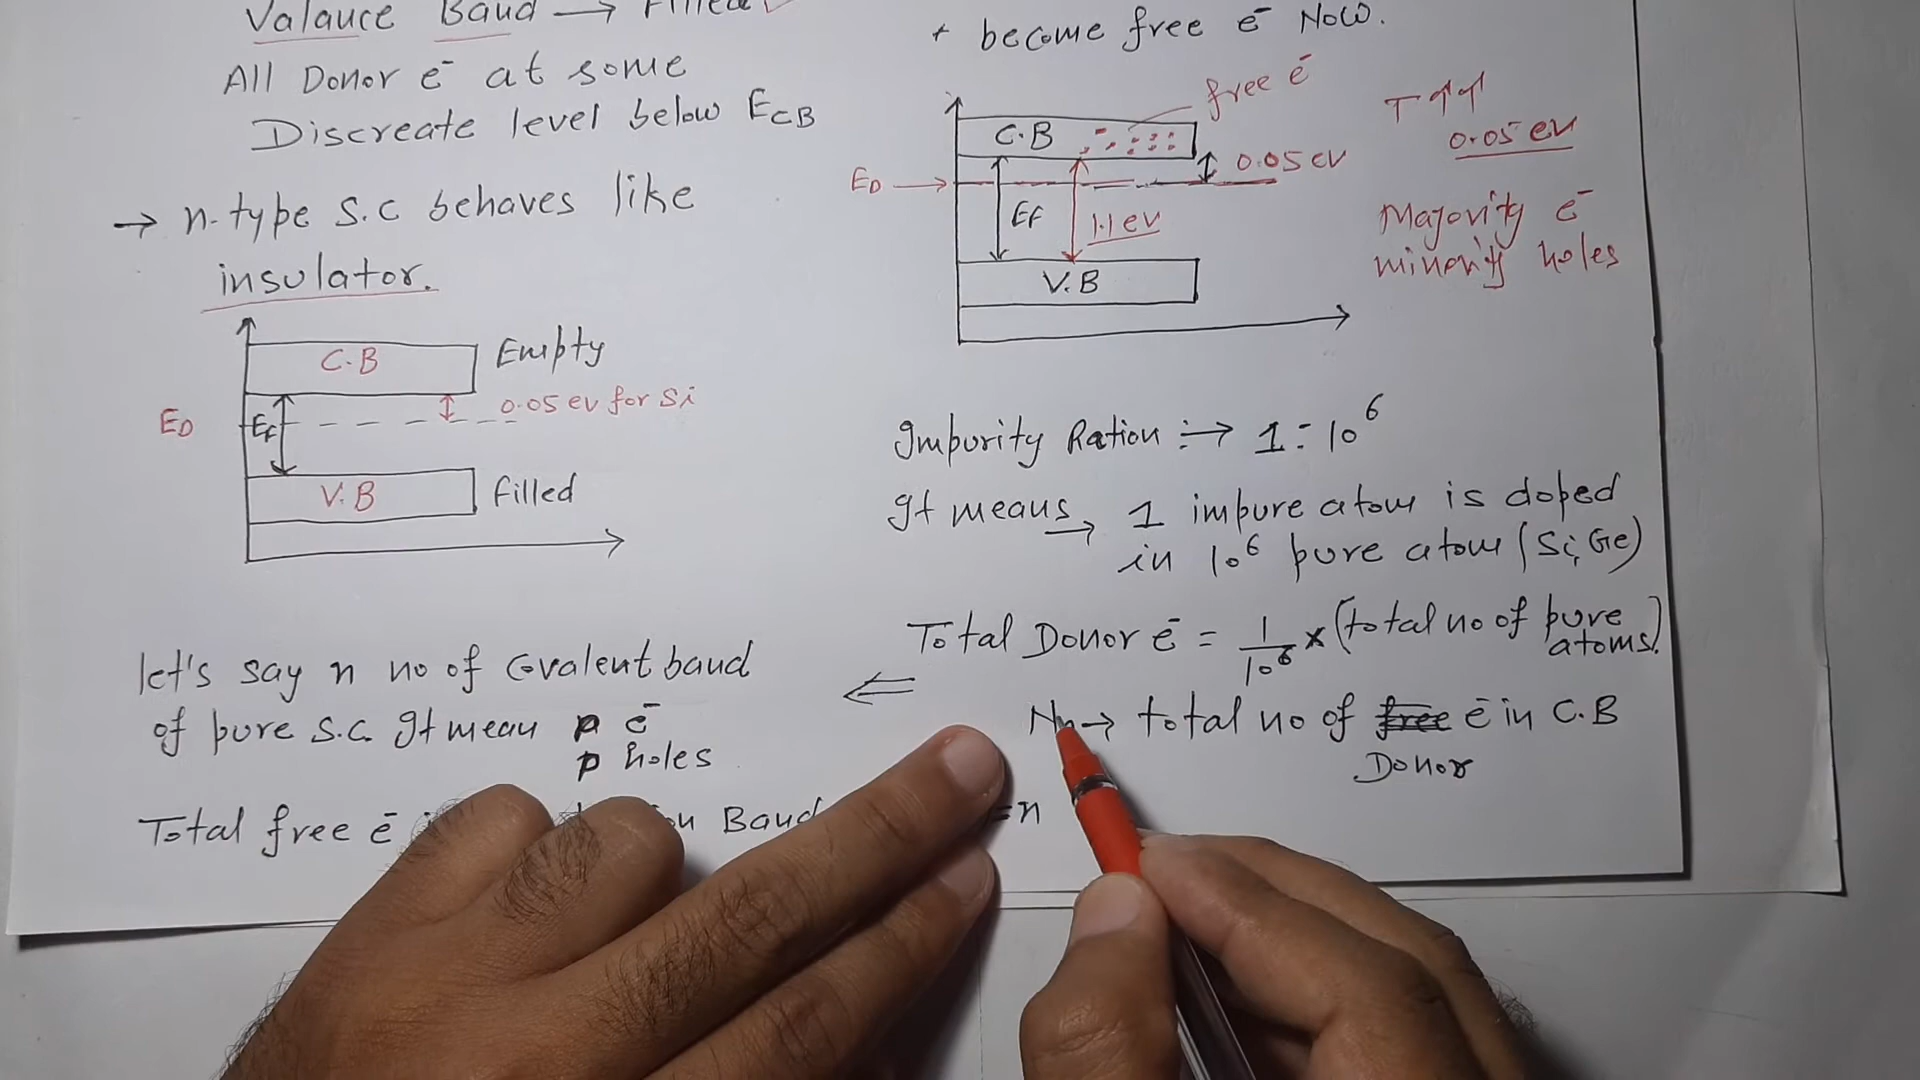 Valance Band → Filled
All Donor e⁻ at some
Discreate level below E_CB
→ n-type S.C behaves like
insulator.
C.B
Empty
E_D
E_f
0.05 ev for Si
V.B
filled
let's say n no of Covalent band
of pure S.C. It mean p e⁻
p holes
Total free e⁻
Band
= n
+ become free e⁻ Now.
free e⁻
C.B
0.05 ev
E_D →
E_f
1.1 ev
V.B
T ↑↑↑
0.05 ev
Majority e⁻
minority holes
Impurity Ration :→ 1:10⁶
It means → 1 impure atom is doped
in 10⁶ pure atom (Si, Ge)
Total Donor e⁻ = 1/10⁶ × (total no of pure
atoms)
⇐
Nn → total no of free e⁻ in C.B
Donor